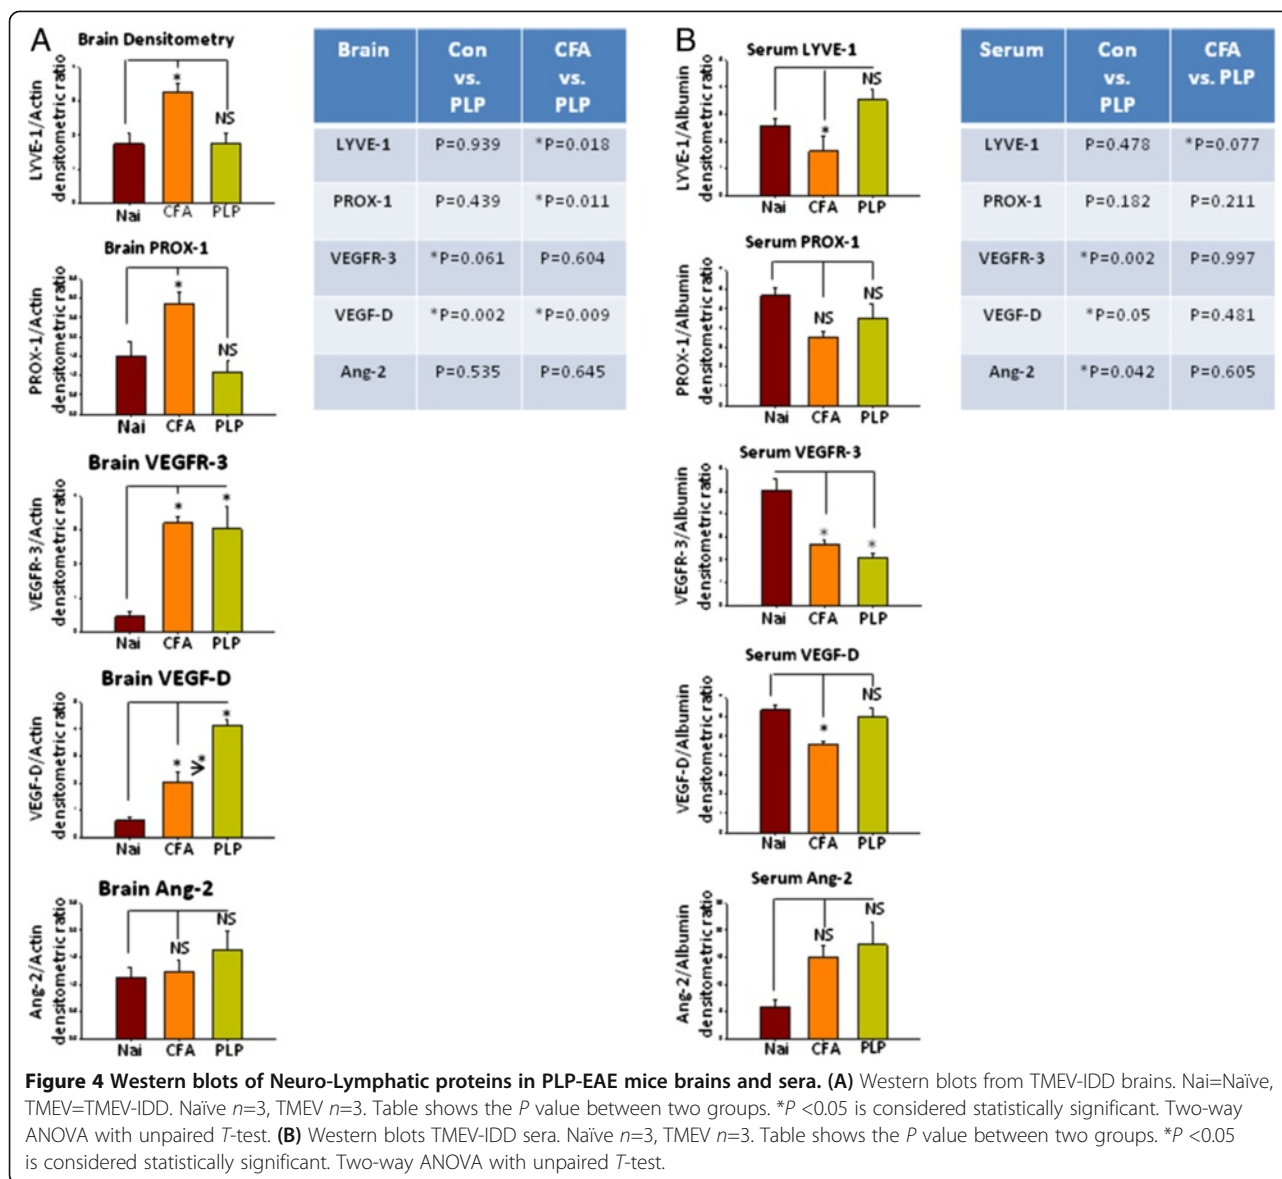 A
Brain Densitometry
LYVE-1/Actin
densitometric ratio
*
NS
Nai CFA PLP
Brain PROX-1
PROX-1/Actin
densitometric ratio
*
NS
Nai CFA PLP
Brain VEGFR-3
VEGFR-3/Actin
densitometric ratio
* *
Nai CFA PLP
Brain VEGF-D
VEGF-D/Actin
densitometric ratio
* * *
Nai CFA PLP
Brain Ang-2
Ang-2/Actin
densitometric ratio
NS NS
Nai CFA PLP
Brain Con vs. PLP CFA vs. PLP
LYVE-1 P=0.939 *P=0.018
PROX-1 P=0.439 *P=0.011
VEGFR-3 *P=0.061 P=0.604
VEGF-D *P=0.002 *P=0.009
Ang-2 P=0.535 P=0.645
B
Serum LYVE-1
LYVE-1/Albumin
densitometric ratio
*
NS
Nai CFA PLP
Serum PROX-1
PROX-1/Albumin
densitometric ratio
NS NS
Nai CFA PLP
Serum VEGFR-3
VEGFR-3/Albumin
densitometric ratio
* *
Nai CFA PLP
Serum VEGF-D
VEGF-D/Albumin
densitometric ratio
*
NS
Nai CFA PLP
Serum Ang-2
Ang-2/Albumin
densitometric ratio
NS NS
Nai CFA PLP
Serum Con vs. PLP CFA vs. PLP
LYVE-1 P=0.478 *P=0.077
PROX-1 P=0.182 P=0.211
VEGFR-3 *P=0.002 P=0.997
VEGF-D *P=0.05 P=0.481
Ang-2 *P=0.042 P=0.605
Figure 4 Western blots of Neuro-Lymphatic proteins in PLP-EAE mice brains and sera. (A) Western blots from TMEV-IDD brains. Nai=Naïve,
TMEV=TMEV-IDD. Naïve n=3, TMEV n=3. Table shows the P value between two groups. *P <0.05 is considered statistically significant. Two-way
ANOVA with unpaired T-test. (B) Western blots TMEV-IDD sera. Naïve n=3, TMEV n=3. Table shows the P value between two groups. *P <0.05
is considered statistically significant. Two-way ANOVA with unpaired T-test.